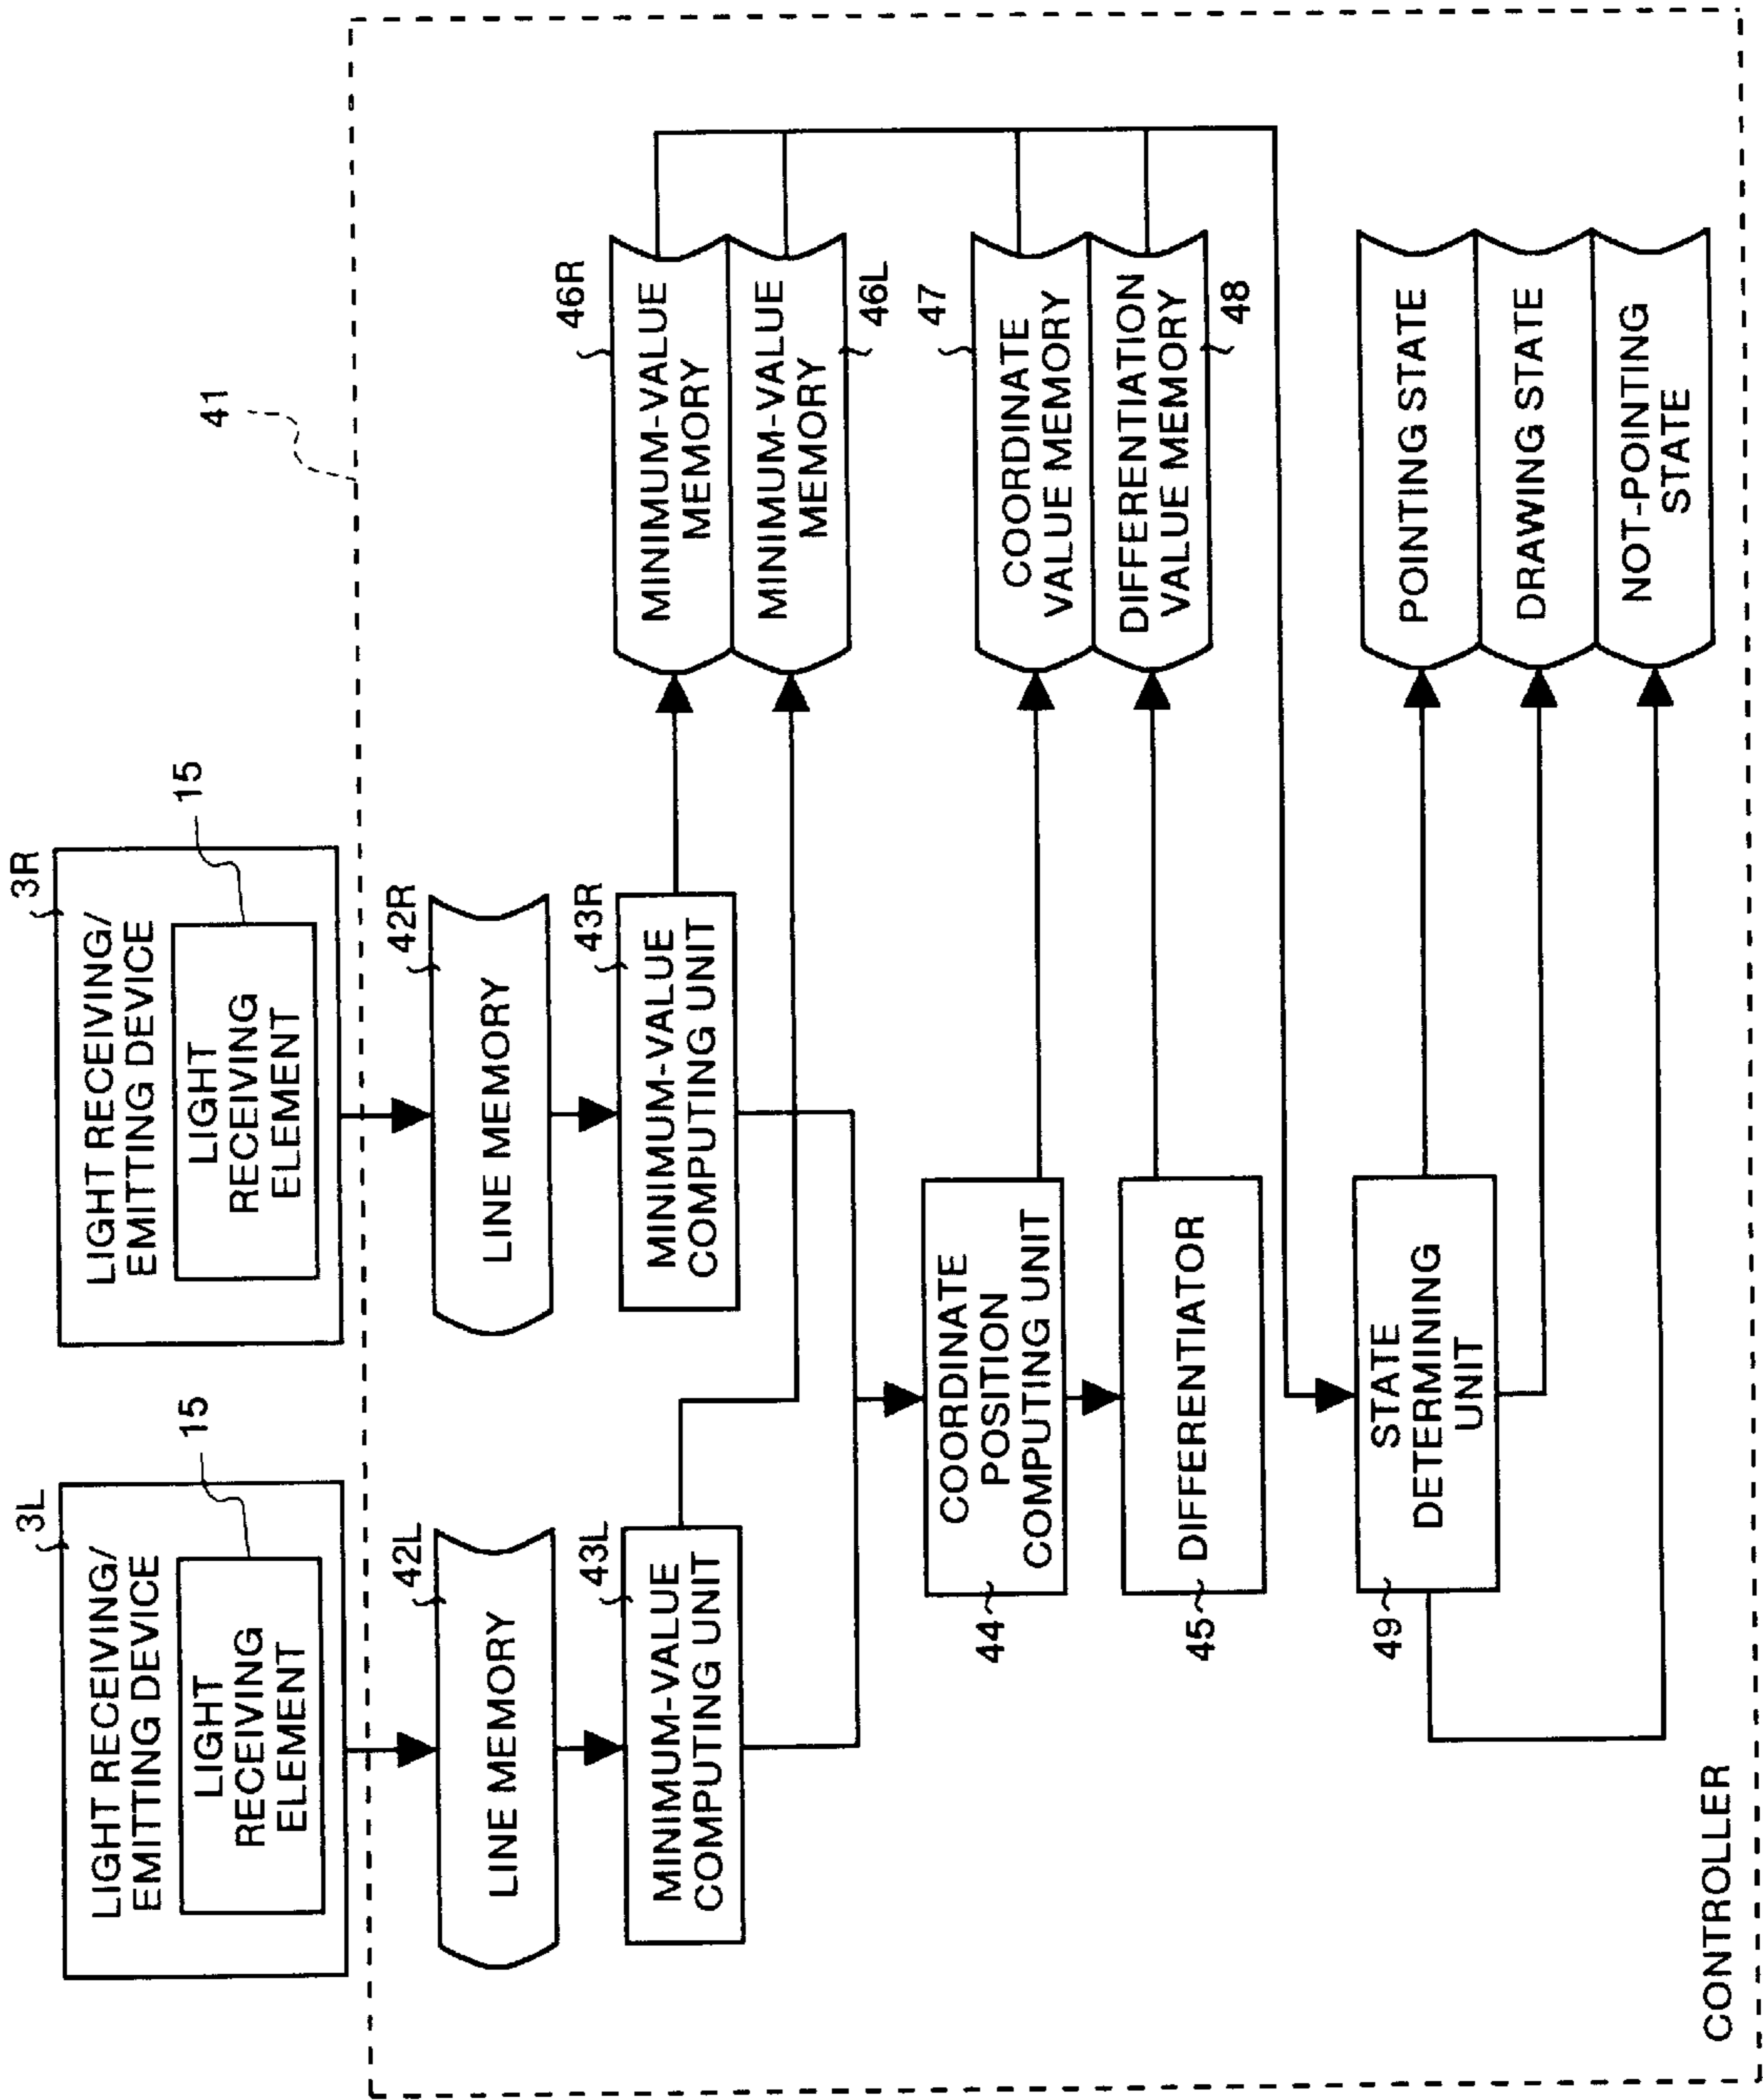 3L
LIGHT RECEIVING/
EMITTING DEVICE
15
LIGHT
RECEIVING
ELEMENT
3R
LIGHT RECEIVING/
EMITTING DEVICE
15
LIGHT
RECEIVING
ELEMENT
41
42L
LINE MEMORY
42R
LINE MEMORY
43L
MINIMUM-VALUE
COMPUTING UNIT
43R
MINIMUM-VALUE
COMPUTING UNIT
46R
MINIMUM-VALUE
MEMORY
MINIMUM-VALUE
MEMORY
46L
44
COORDINATE
POSITION
COMPUTING UNIT
47
COORDINATE
VALUE MEMORY
45
DIFFERENTIATOR
DIFFERENTIATION
VALUE MEMORY
48
49
STATE
DETERMINING
UNIT
POINTING STATE
DRAWING STATE
NOT-POINTING
STATE
CONTROLLER